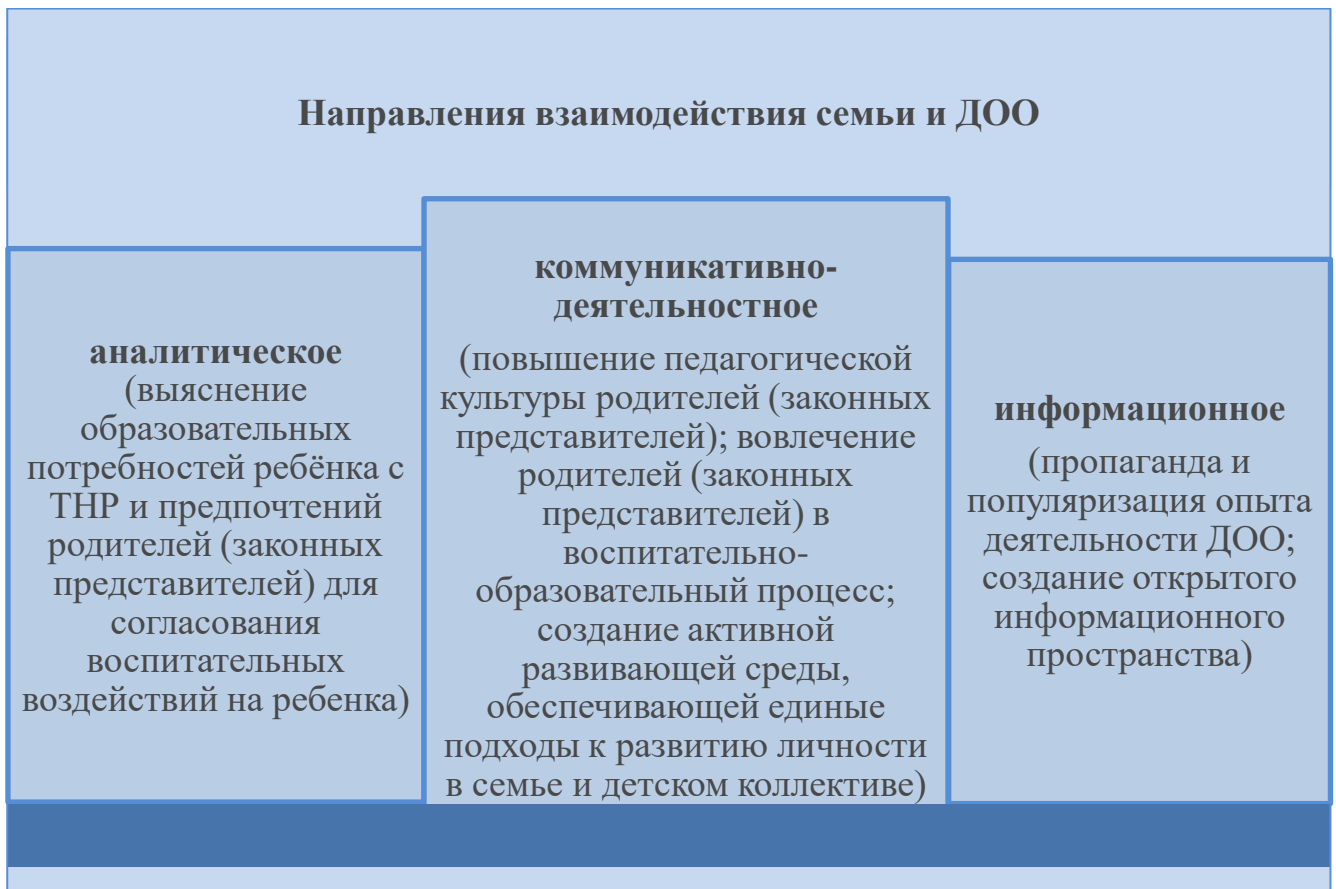 Направления взаимодействия семьи и ДОО
аналитическое
(выяснение
образовательных
потребностей ребёнка с
ТНР и предпочтений
родителей (законных
представителей) для
согласования
воспитательных
воздействий на ребенка)
коммуникативно-
деятельностное
(повышение педагогической
культуры родителей (законных
представителей); вовлечение
родителей (законных
представителей) в
воспитательно-
образовательный процесс;
создание активной
развивающей среды,
обеспечивающей единые
подходы к развитию личности
в семье и детском коллективе)
информационное
(пропаганда и
популяризация опыта
деятельности ДОО;
создание открытого
информационного
пространства)